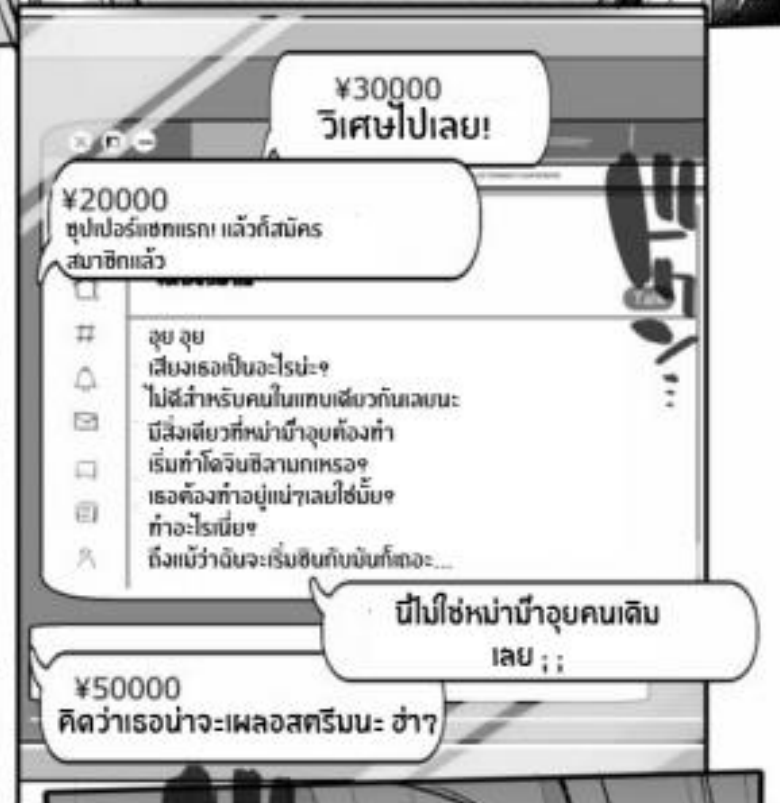 ¥30000
วิเศษไปเลย!
¥20000
ซุปเปอร์แชทแรก! แล้วก็สมัคร
สมาชิกแล้ว
อุย อุย
เสียงเธอเป็นอะไรน่ะ?
ไม่ดีสำหรับคนในแถบเดียวกันเลยนะ
มีสิ่งเดียวที่หม่าม้าอุยต้องทำ
เริ่มทำโดจินชิลามกเหรอ?
เธอต้องทำอยู่แน่ๆเลยใช่มั้ย?
ทำอะไรเนี่ย?
ถึงแม้ว่าฉันจะเริ่มชินกับมันก็เถอะ...
นี่ไม่ใช่หม่าม้าอุยคนเดิม
เลย ; ;
¥50000
คิดว่าเธอน่าจะเผลอสตรีมนะ ฮ่าๆ